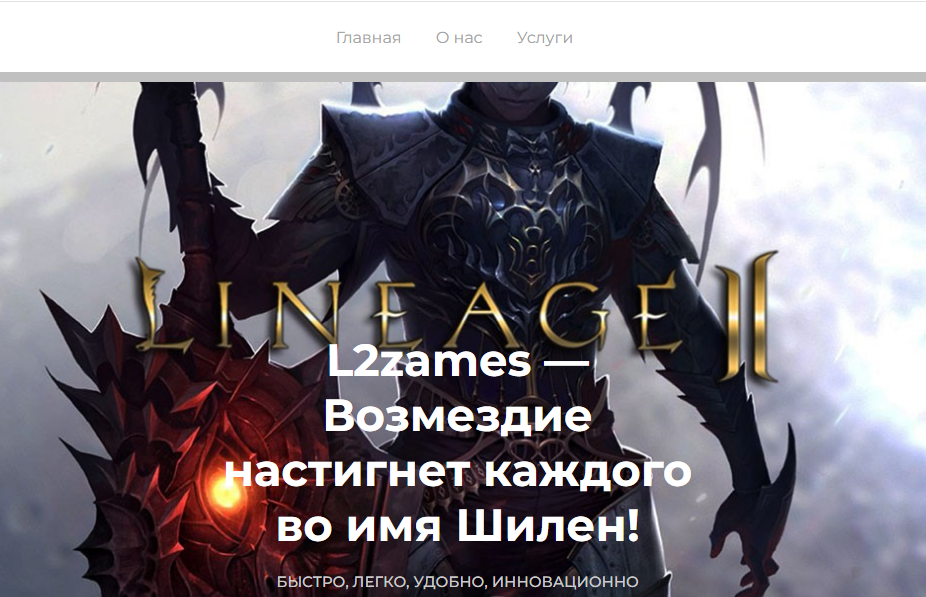 Главная О нас Услуги
LINEAGE II
L2zames —
Возмездие
настигнет каждого
во имя Шилен!
БЫСТРО, ЛЕГКО, УДОБНО, ИННОВАЦИОННО